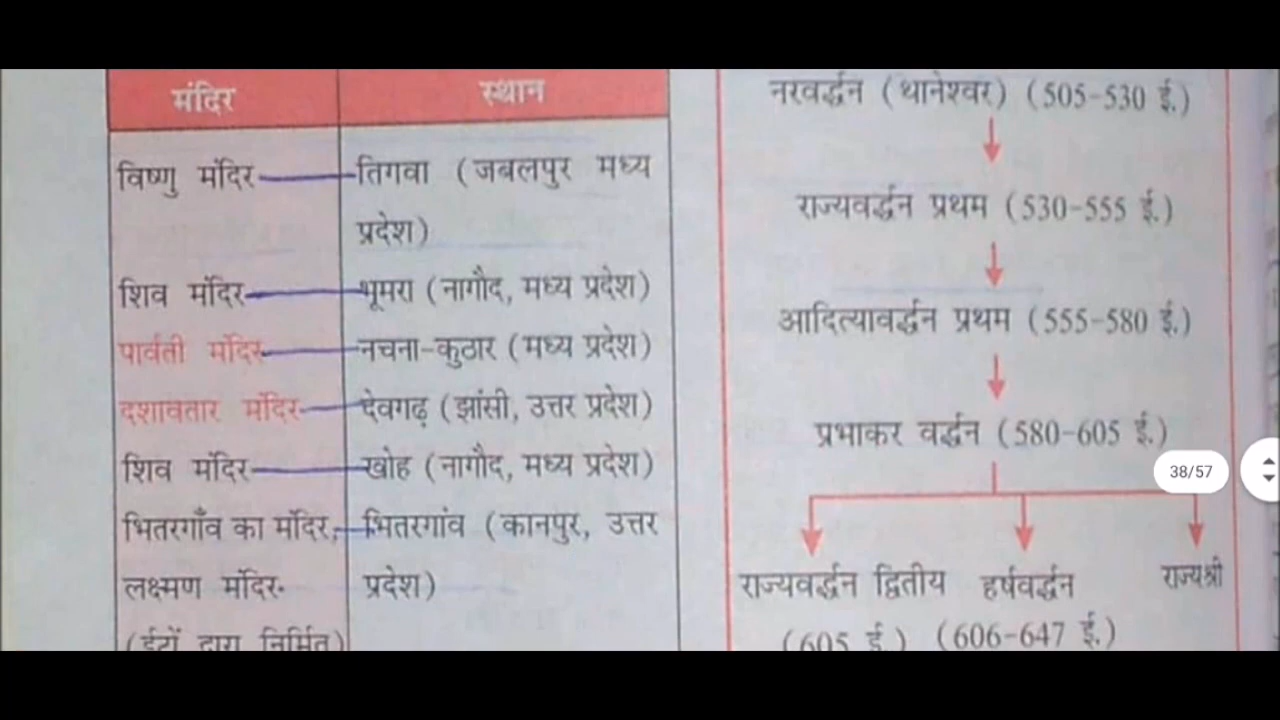 मंदिर स्थान
विष्णु मंदिर तिगवा (जबलपुर मध्य
प्रदेश)
शिव मंदिर भूमरा (नागौद, मध्य प्रदेश)
पार्वती मंदिर नचना-कुठार (मध्य प्रदेश)
दशावतार मंदिर देवगढ़ (झांसी, उत्तर प्रदेश)
शिव मंदिर खोह (नागौद, मध्य प्रदेश)
भितरगाँव का मंदिर भितरगांव (कानपुर, उत्तर
लक्ष्मण मंदिर प्रदेश)
(ईंटों द्वारा निर्मित)
नरवर्द्धन (थानेश्वर) (505-530 ई.)
राज्यवर्द्धन प्रथम (530-555 ई.)
आदित्यावर्द्धन प्रथम (555-580 ई.)
प्रभाकर वर्द्धन (580-605 ई.)
राज्यवर्द्धन द्वितीय हर्षवर्द्धन राज्यश्री
(605 ई.) (606-647 ई.)
38/57